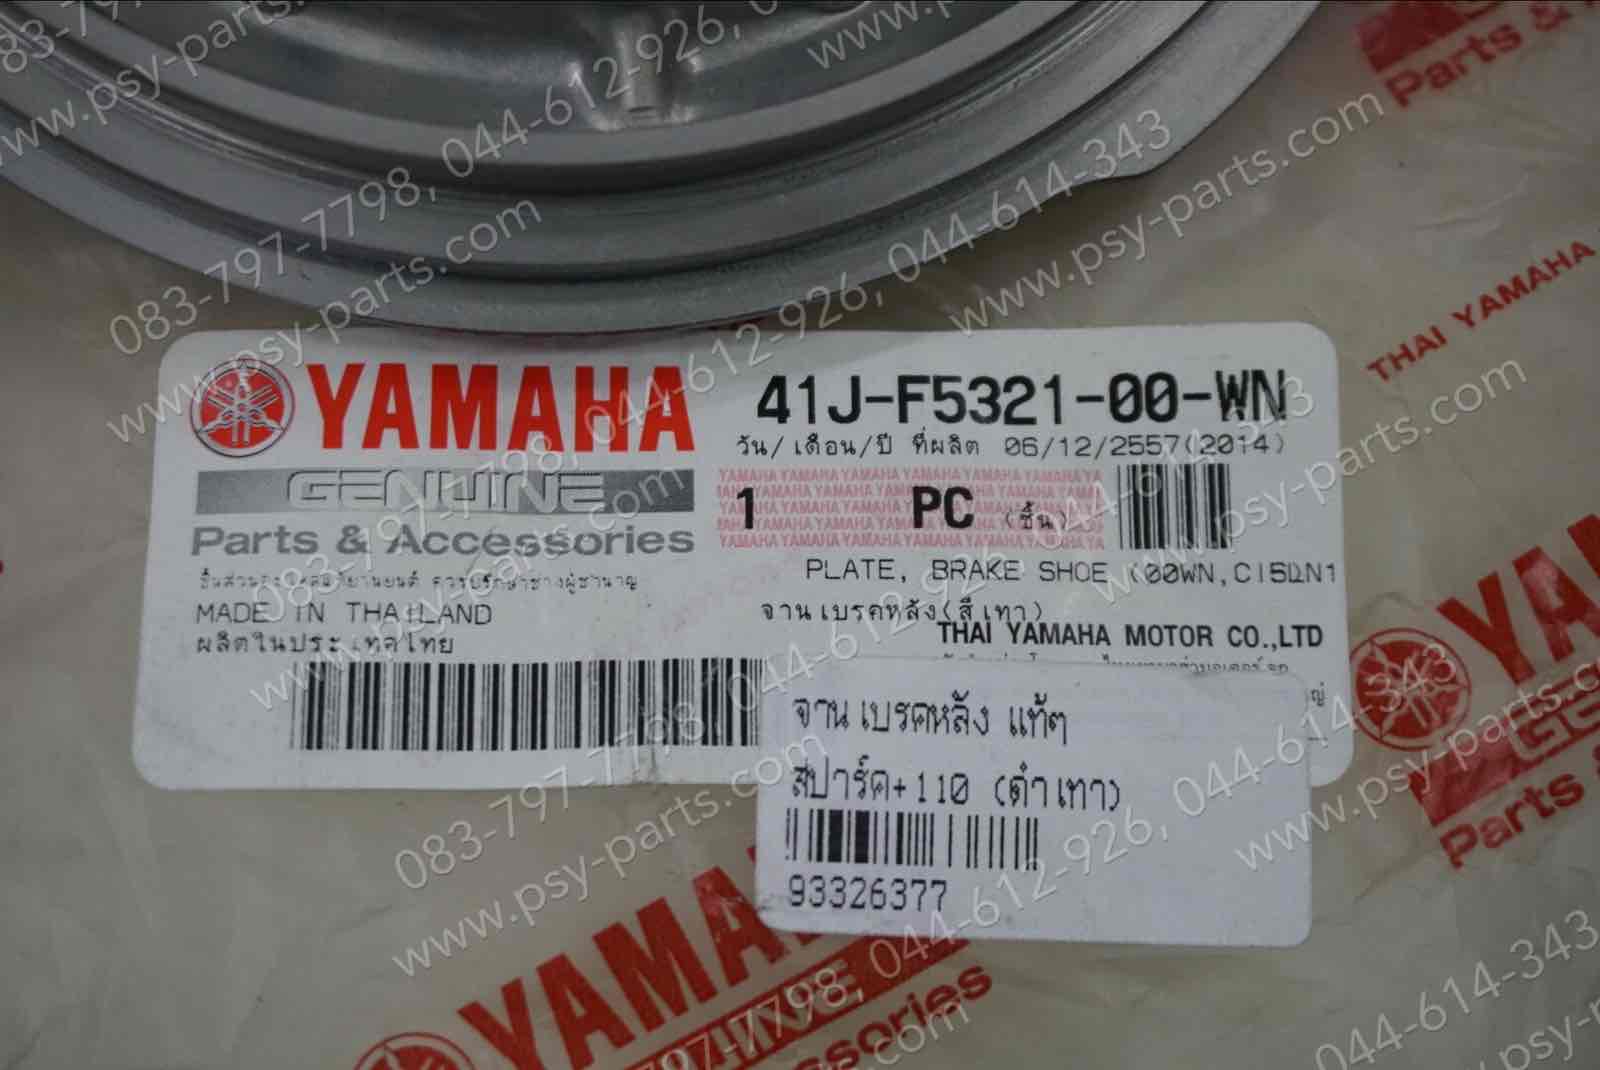 YAMAHA
GENUINE
Parts & Accessories
MADE IN THAILAND
ผลิตในประเทศไทย
41J-F5321-00-WN
วัน/เดือน/ปี ที่ผลิต 06/12/2557(2014)
1 PC (ชิ้น)
PLATE, BRAKE SHOE (00WN,
จานเบรคหลัง(สีเทา)
THAI YAMAHA MOTOR CO.,LTD
จานเบรคหลัง แท้ๆ
สปาร์ค+110 (ดำเทา)
93326377
THAI YAMAHA
Parts &
083-797-7798, 044-612-926, 044-614-343
www.psy-parts.com